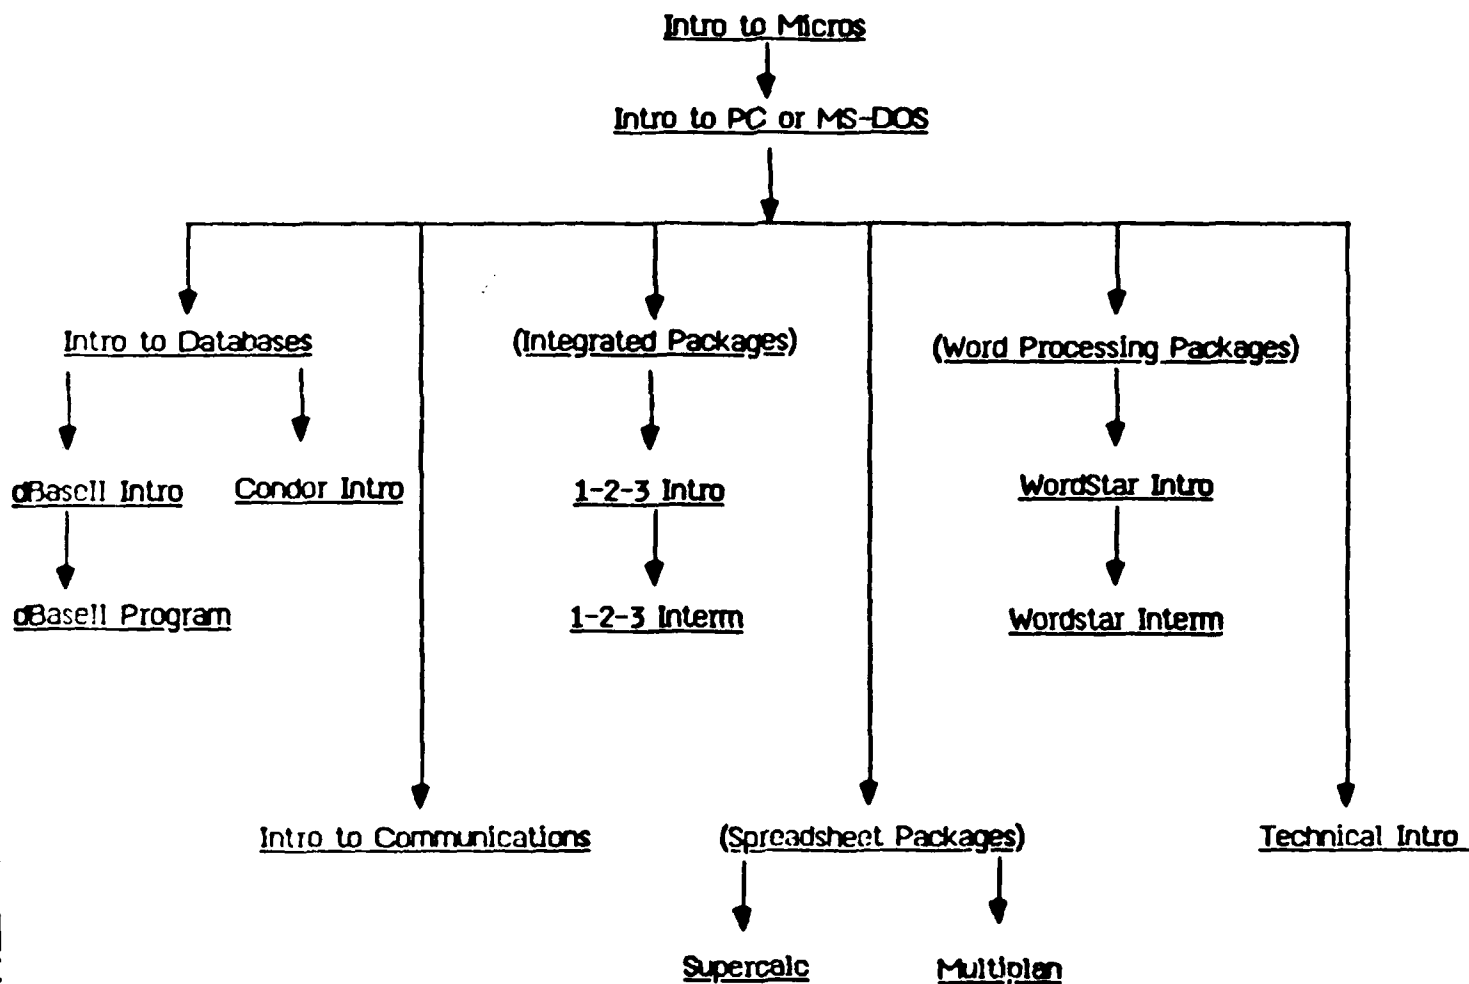 Intro to Micros
Intro to PC or MS-DOS
Intro to Databases
(Integrated Packages)
(Word Processing Packages)
dBaseII Intro
Condor Intro
1-2-3 Intro
WordStar Intro
dBaseII Program
1-2-3 Interm
Wordstar Interm
Intro to Communications
(Spreadsheet Packages)
Technical Intro
Supercalc
Multiplan